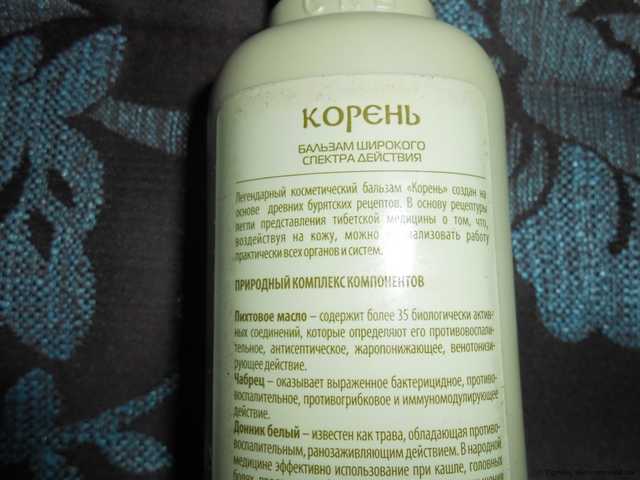 КОРЕНЬ
БАЛЬЗАМ ШИРОКОГО
СПЕКТРА ДЕЙСТВИЯ
Легендарный косметический бальзам «Корень» создан на
основе древних бурятских рецептов. В основу рецептуры
легли представления тибетской медицины о том, что,
воздействуя на кожу, можно работу
практически всех органов и систем.
ПРИРОДНЫЙ КОМПЛЕКС КОМПОНЕНТОВ
Пихтовое масло – содержит более 35 биологически актив-
ных соединений, которые определяют его противовоспали-
тельное, антисептическое, жаропонижающее, венотонизи-
рующее действие.
Чабрец – оказывает выраженное бактерицидное, противо-
воспалительное, противогрибковое и иммуномодулирующее
действие.
Донник белый – известен как трава, обладающая противо-
воспалительным, ранозаживляющим действием. В народной
медицине эффективно использование при кашле, головных